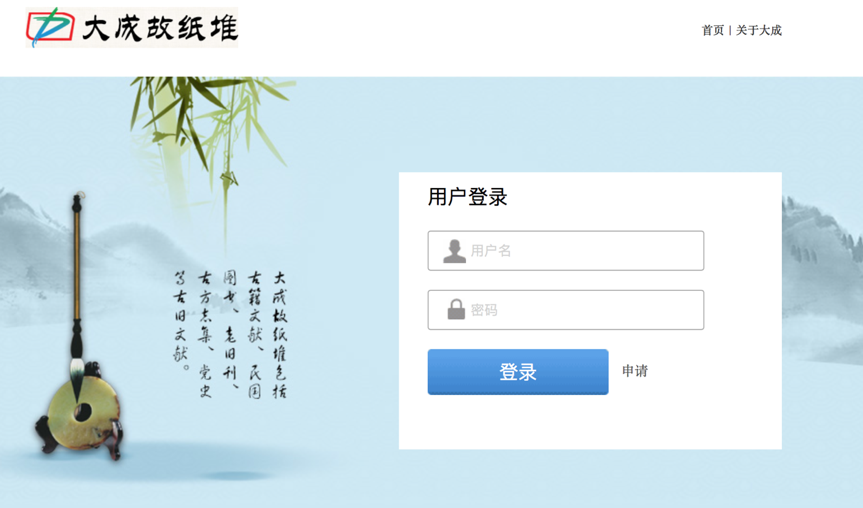 大成故纸堆
首页 | 关于大成
大成故纸堆包括
古籍文献、民国
图书、老旧刊、
古方志集、党史
等古旧文献。
用户登录
用户名
密码
登录
申请